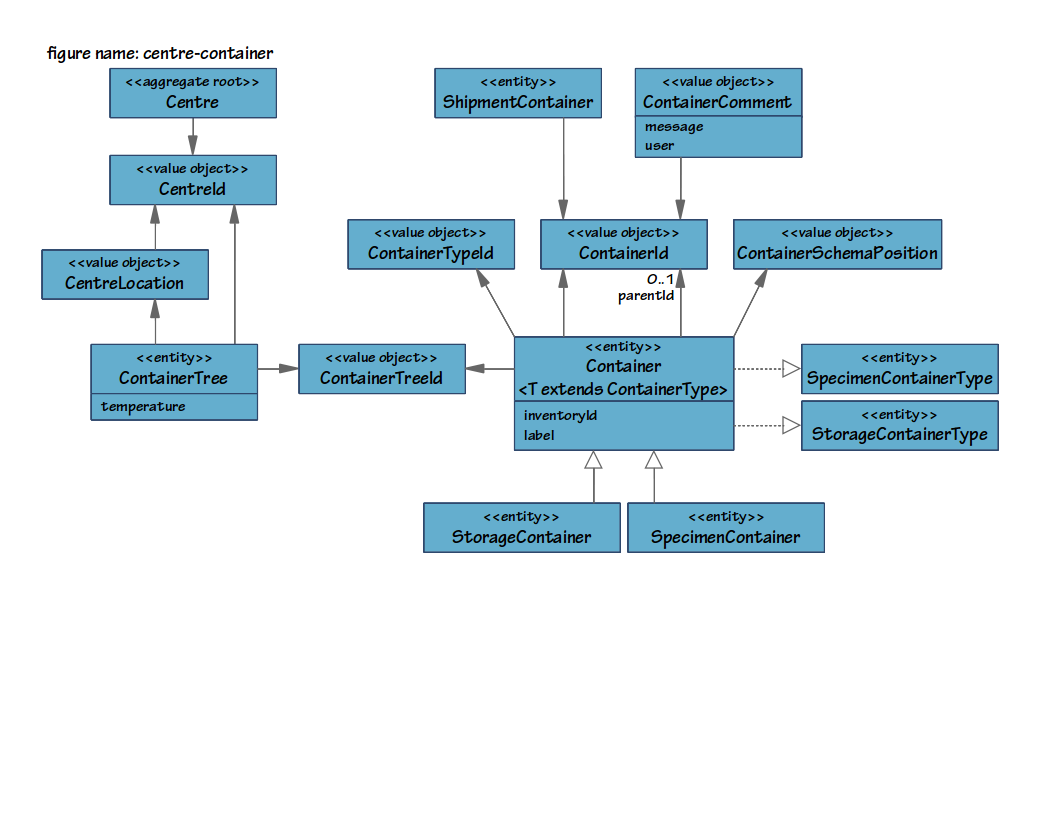 figure name: centre-container
<<aggregate root>>
Centre
<<entity>>
ShipmentContainer
<<value object>>
ContainerComment
message
user
<<value object>>
CentreId
<<value object>>
ContainerTypeId
<<value object>>
ContainerId
<<value object>>
ContainerSchemaPosition
<<value object>>
CentreLocation
0..1
parentId
<<entity>>
ContainerTree
temperature
<<value object>>
ContainerTreeId
<<entity>>
Container
<T extends ContainerType>
inventoryId
label
<<entity>>
SpecimenContainerType
<<entity>>
StorageContainerType
<<entity>>
StorageContainer
<<entity>>
SpecimenContainer